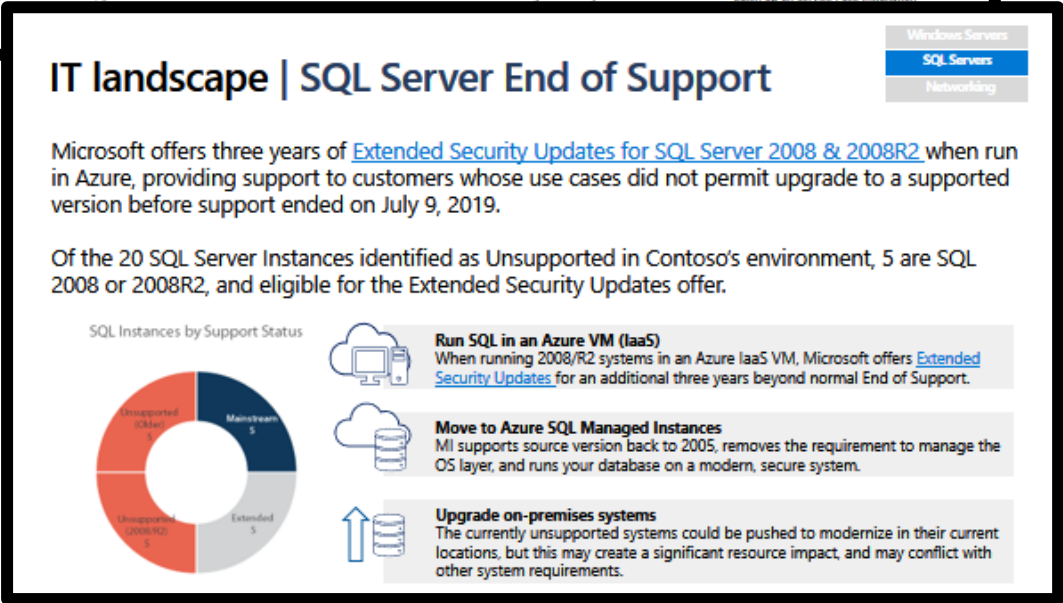 Windows Servers
SQL Servers
Networking
IT landscape | SQL Server End of Support
Microsoft offers three years of Extended Security Updates for SQL Server 2008 & 2008R2 when run
in Azure, providing support to customers whose use cases did not permit upgrade to a supported
version before support ended on July 9, 2019.
Of the 20 SQL Server Instances identified as Unsupported in Contoso's environment, 5 are SQL
2008 or 2008R2, and eligible for the Extended Security Updates offer.
SQL Instances by Support Status
Unsupported
(Older)
5
Mainstream
5
Unsupported
(2008/R2)
5
Extended
5
Run SQL in an Azure VM (IaaS)
When running 2008/R2 systems in an Azure IaaS VM, Microsoft offers Extended
Security Updates for an additional three years beyond normal End of Support.
Move to Azure SQL Managed Instances
MI supports source version back to 2005, removes the requirement to manage the
OS layer, and runs your database on a modern, secure system.
Upgrade on-premises systems
The currently unsupported systems could be pushed to modernize in their current
locations, but this may create a significant resource impact, and may conflict with
other system requirements.